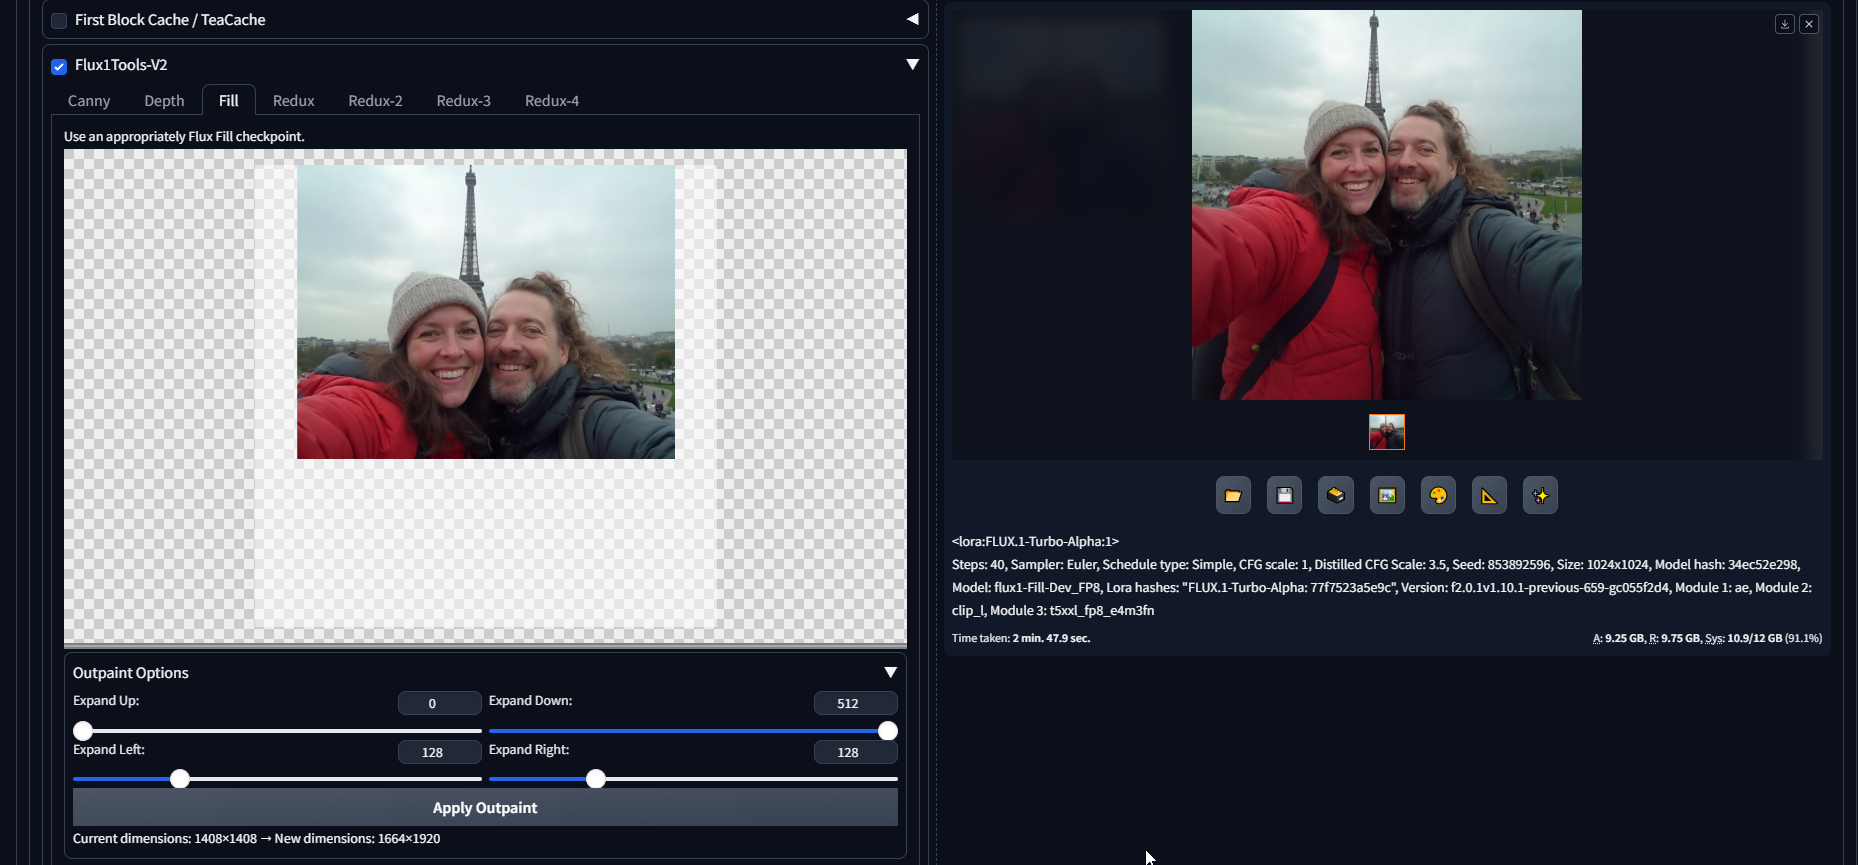 First Block Cache / TeaCache
Flux1Tools-V2
Canny Depth Fill Redux Redux-2 Redux-3 Redux-4
Use an appropriately Flux Fill checkpoint.
Outpaint Options
Expand Up: 0 Expand Down: 512
Expand Left: 128 Expand Right: 128
Apply Outpaint
Current dimensions: 1408×1408 → New dimensions: 1664×1920
<lora:FLUX.1-Turbo-Alpha:1>
Steps: 40, Sampler: Euler, Schedule type: Simple, CFG scale: 1, Distilled CFG Scale: 3.5, Seed: 853892596, Size: 1024x1024, Model hash: 34ec52e298,
Model: flux1-Fill-Dev_FP8, Lora hashes: "FLUX.1-Turbo-Alpha: 77f7523a5e9c", Version: f2.0.1v1.10.1-previous-659-gc055f2d4, Module 1: ae, Module 2:
clip_l, Module 3: t5xxl_fp8_e4m3fn
Time taken: 2 min. 47.9 sec.
A: 9.25 GB, R: 9.75 GB, Sys: 10.9/12 GB (91.1%)